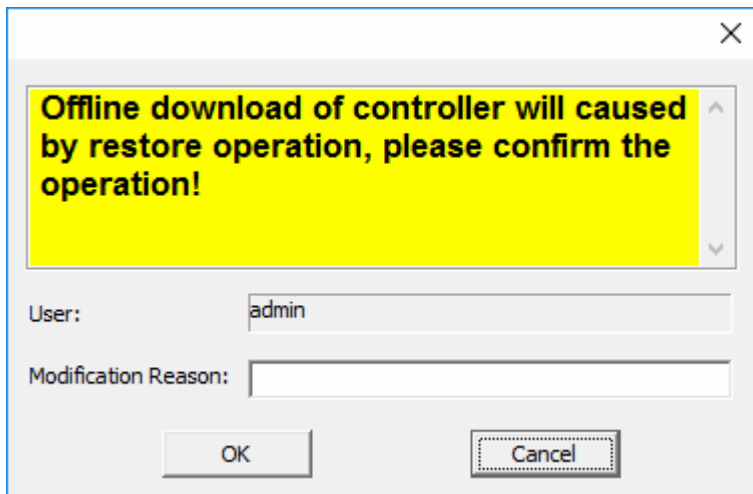 Offline download of controller will caused
by restore operation, please confirm the
operation!
User:
admin
Modification Reason:
OK
Cancel